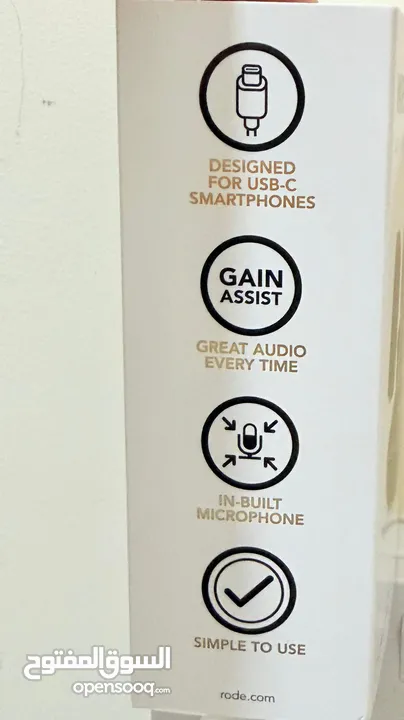 DESIGNED
FOR USB-C
SMARTPHONES
GAIN
ASSIST
GREAT AUDIO
EVERY TIME
IN-BUILT
MICROPHONE
SIMPLE TO USE
السوق المفتوح
opensooq.com
rode.com